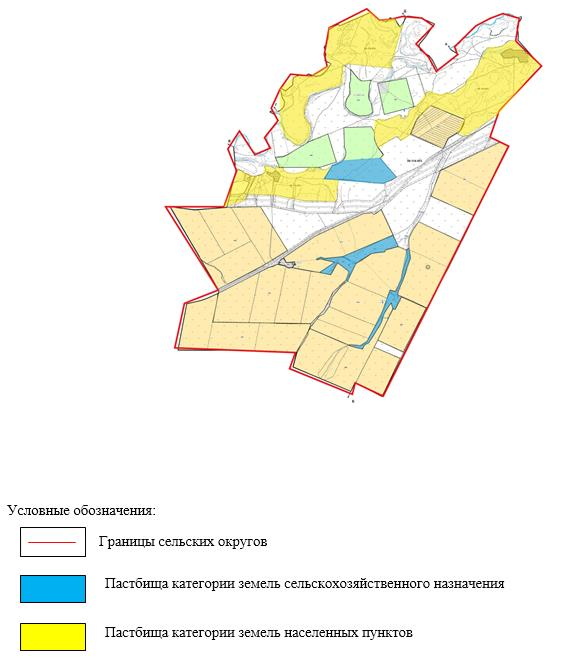 Условные обозначения:
Границы сельских округов
Пастбища категории земель сельскохозяйственного назначения
Пастбища категории земель населенных пунктов